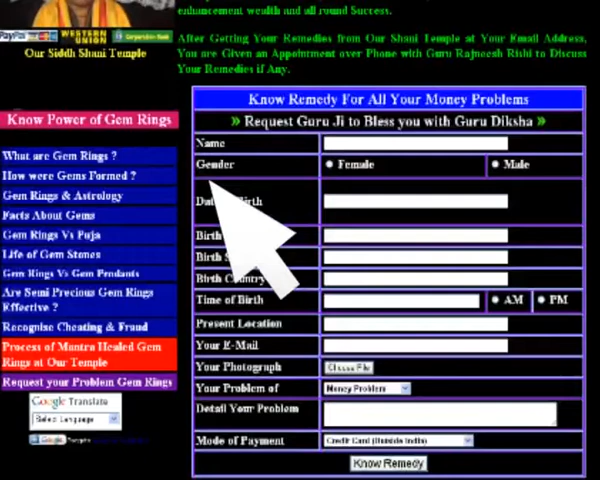 enhancement wealth and all round Success.
After Getting Your Remedies from Our Shani Temple at Your Email Address,
You are Given an Appointment over Phone with Guru Rajneesh Rishi to Discuss
Your Remedies if Any.
PayPal
WESTERN
UNION
Our Siddh Shani Temple
Know Power of Gem Rings
What are Gem Rings ?
How were Gems Formed ?
Gem Rings & Astrology
Facts About Gems
Gem Rings Vs Puja
Life of Gem Stones
Gem Rings Vs Gem Pendants
Are Semi Precious Gem Rings
Effective ?
Recognise Cheating & Fraud
Process of Mantra Healed Gem
Rings at Our Temple
Request your Problem Gem Rings
Google Translate
Select Language
Know Remedy For All Your Money Problems
» Request Guru Ji to Bless you with Guru Diksha »
Name
Gender Female Male
Birth
Birth
Birth
Birth Country
Time of Birth AM PM
Present Location
Your E-Mail
Your Photograph Choose File
Your Problem of Money Problem
Detail Your Problem
Mode of Payment Credit Card (Outside India)
Know Remedy